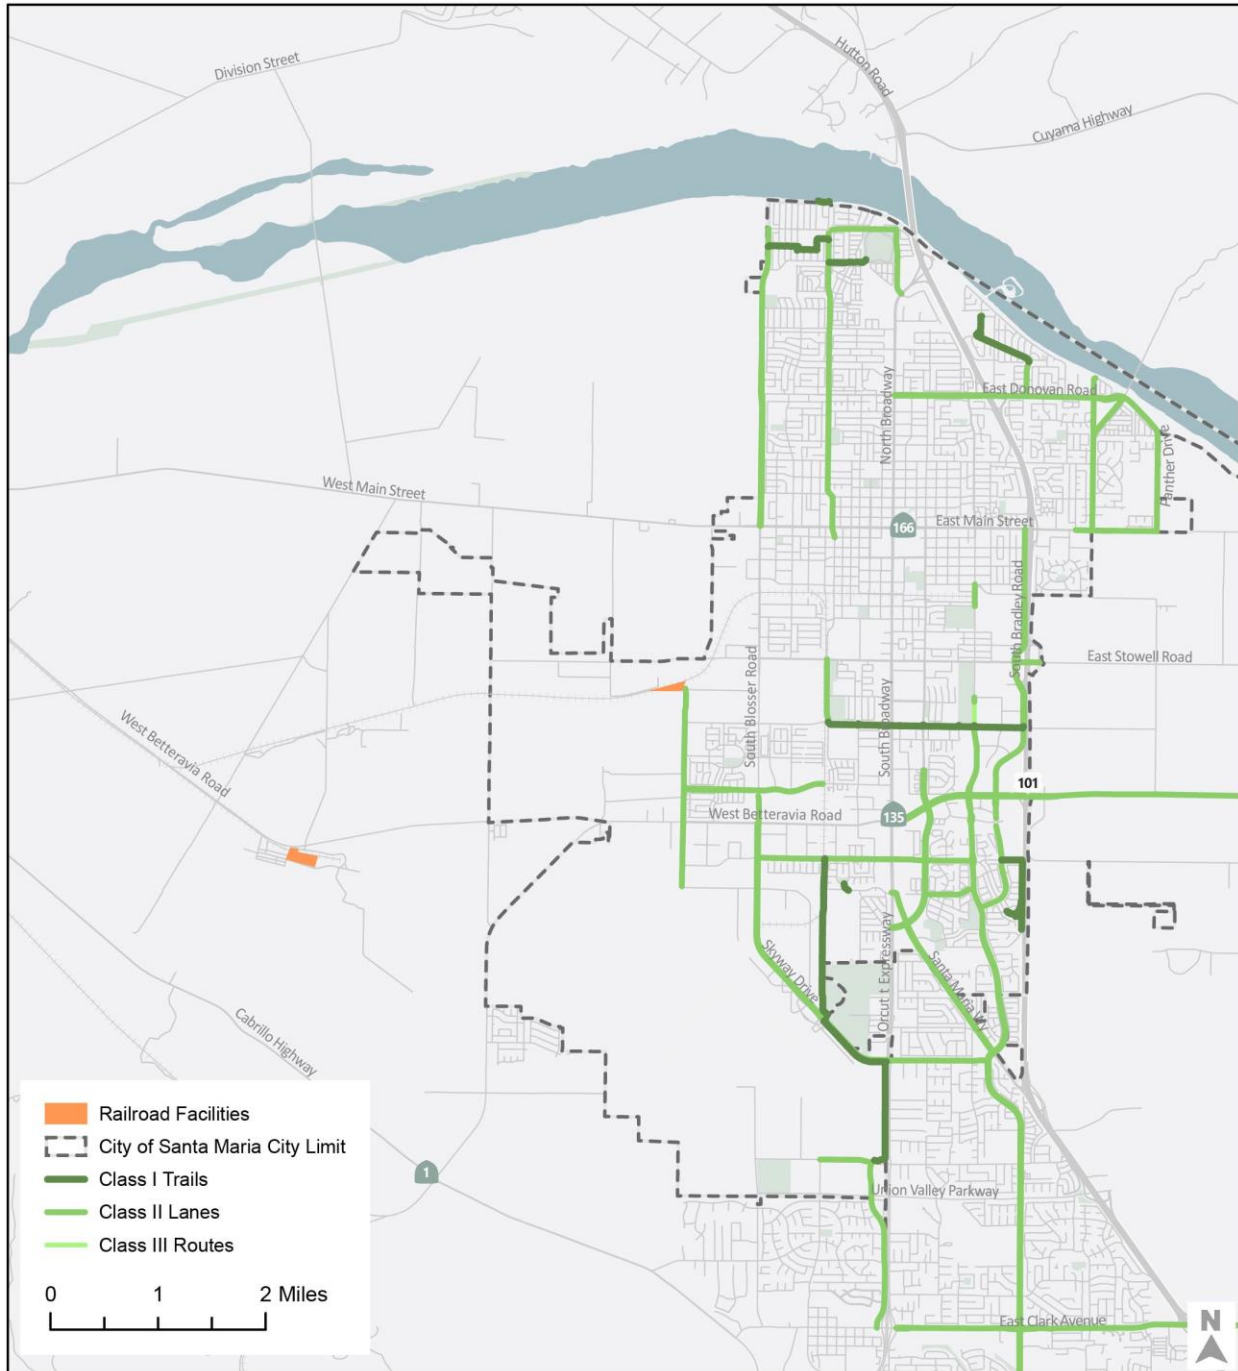 Hutton Road
Division Street
Cuyama Highway
North Broadway
East Donovan Road
Panther Drive
West Main Street
East Main Street
166
South Bradley Road
East Stowell Road
South Blosser Road
South Broadway
West Betteravia Road
101
West Betteravia Road
135
Skyway Drive
Orcut t Expressway
Santa Maria Wy
Cabrillo Highway
1
Union Valley Parkway
East Clark Avenue
Railroad Facilities
City of Santa Maria City Limit
Class I Trails
Class II Lanes
Class III Routes
0 1 2 Miles
N